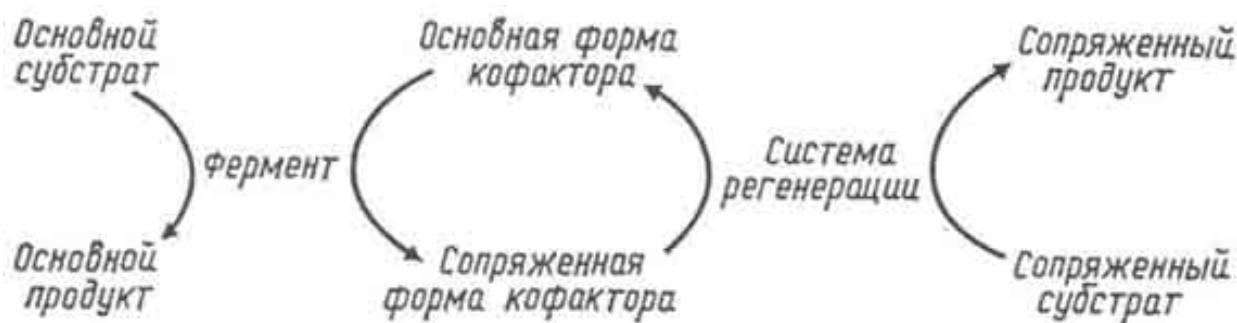 Основной
субстрат
Основная форма
кофактора
Сопряженный
продукт
Фермент
Система
регенерации
Основной
продукт
Сопряженная
форма кофактора
Сопряженный
субстрат